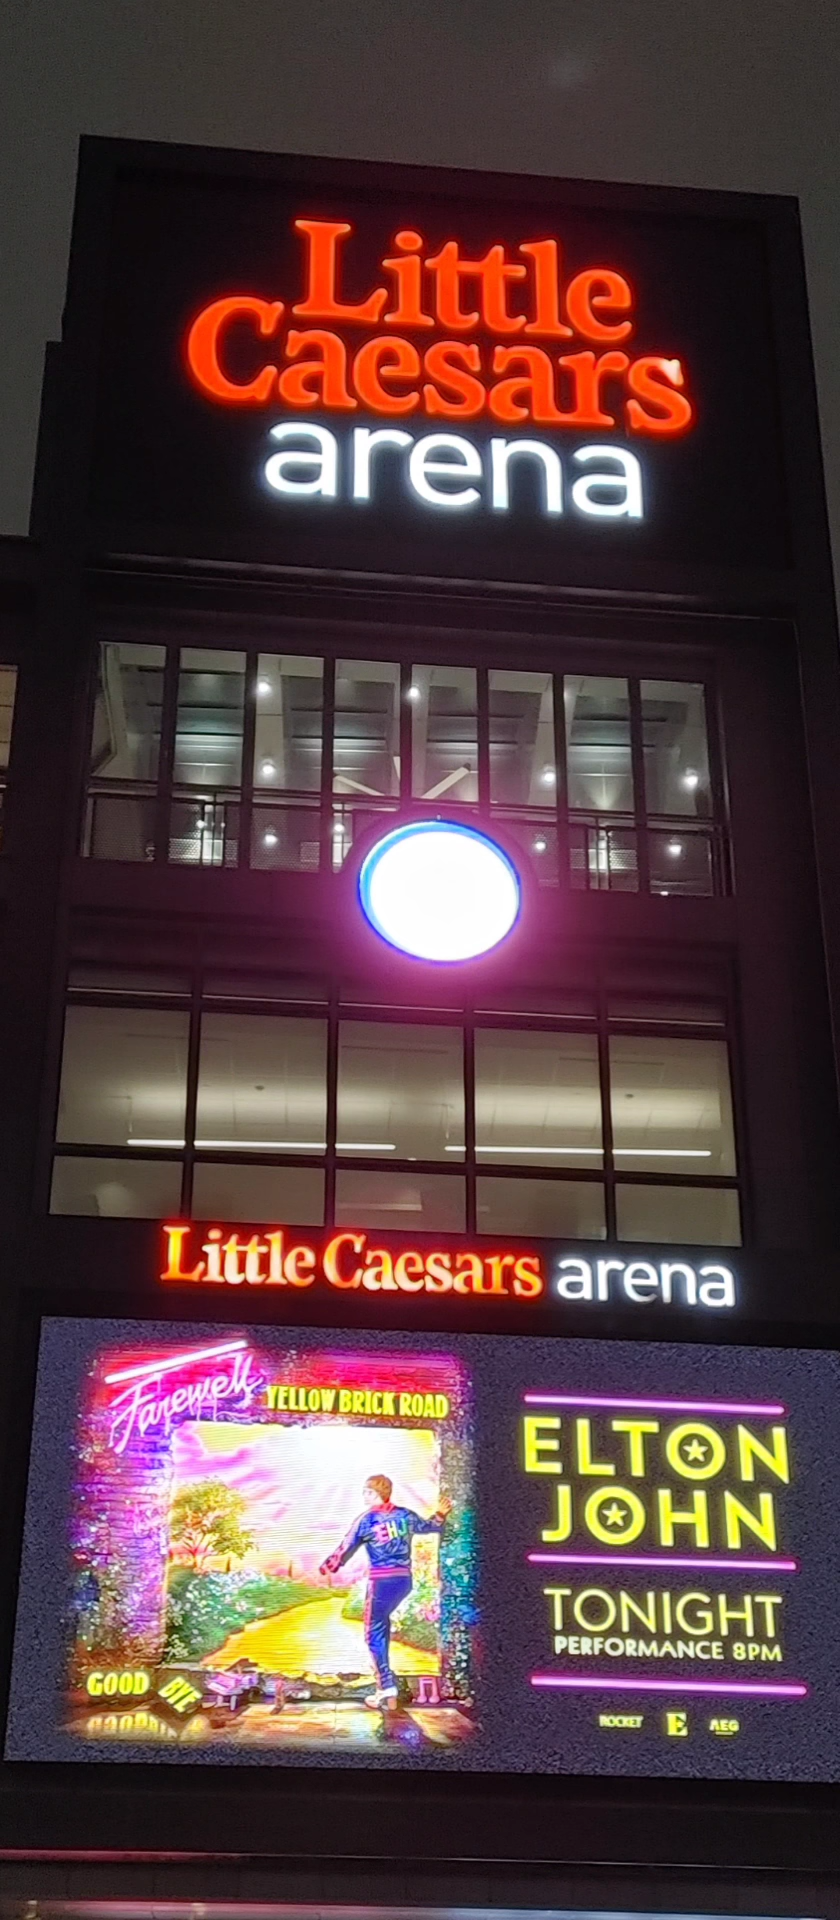 Little
Caesars
arena
Little Caesars arena
Farewell
YELLOW BRICK ROAD
EHJ
GOOD BYE
ELTON
JOHN
TONIGHT
PERFORMANCE 8PM
ROCKET E AEG